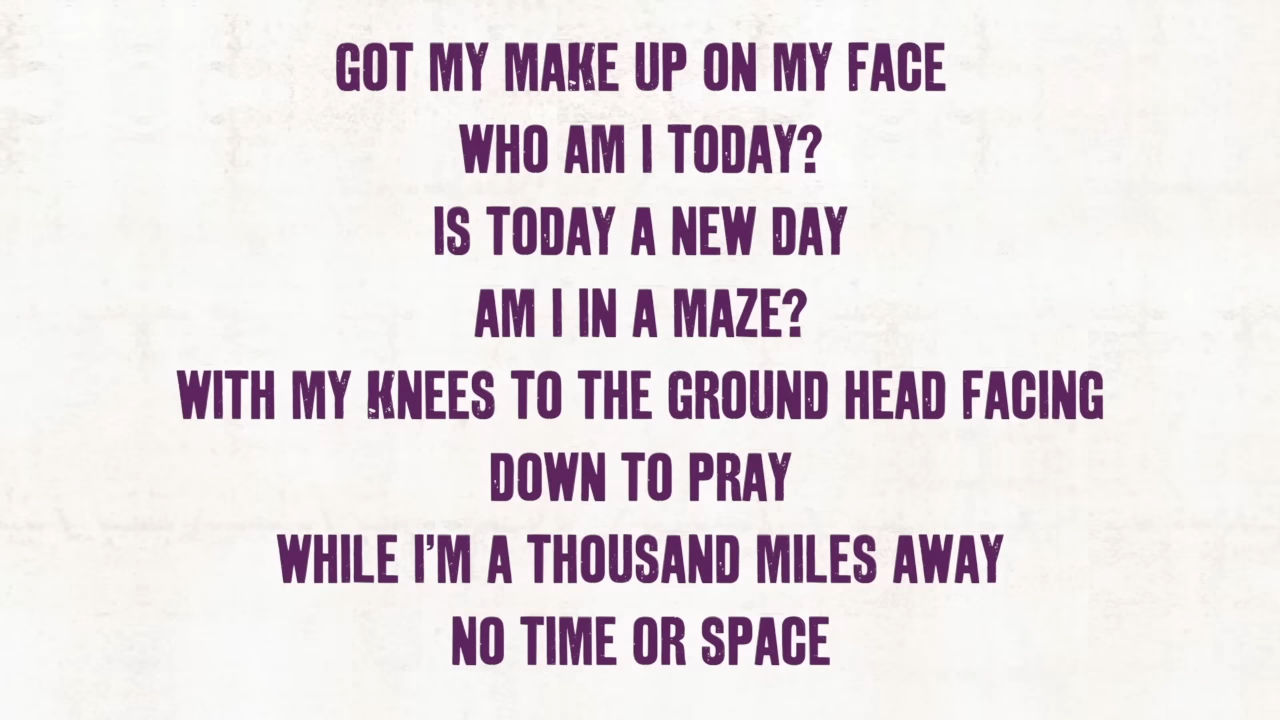 GOT MY MAKE UP ON MY FACE
WHO AM I TODAY?
IS TODAY A NEW DAY
AM I IN A MAZE?
WITH MY KNEES TO THE GROUND HEAD FACING
DOWN TO PRAY
WHILE I'M A THOUSAND MILES AWAY
NO TIME OR SPACE